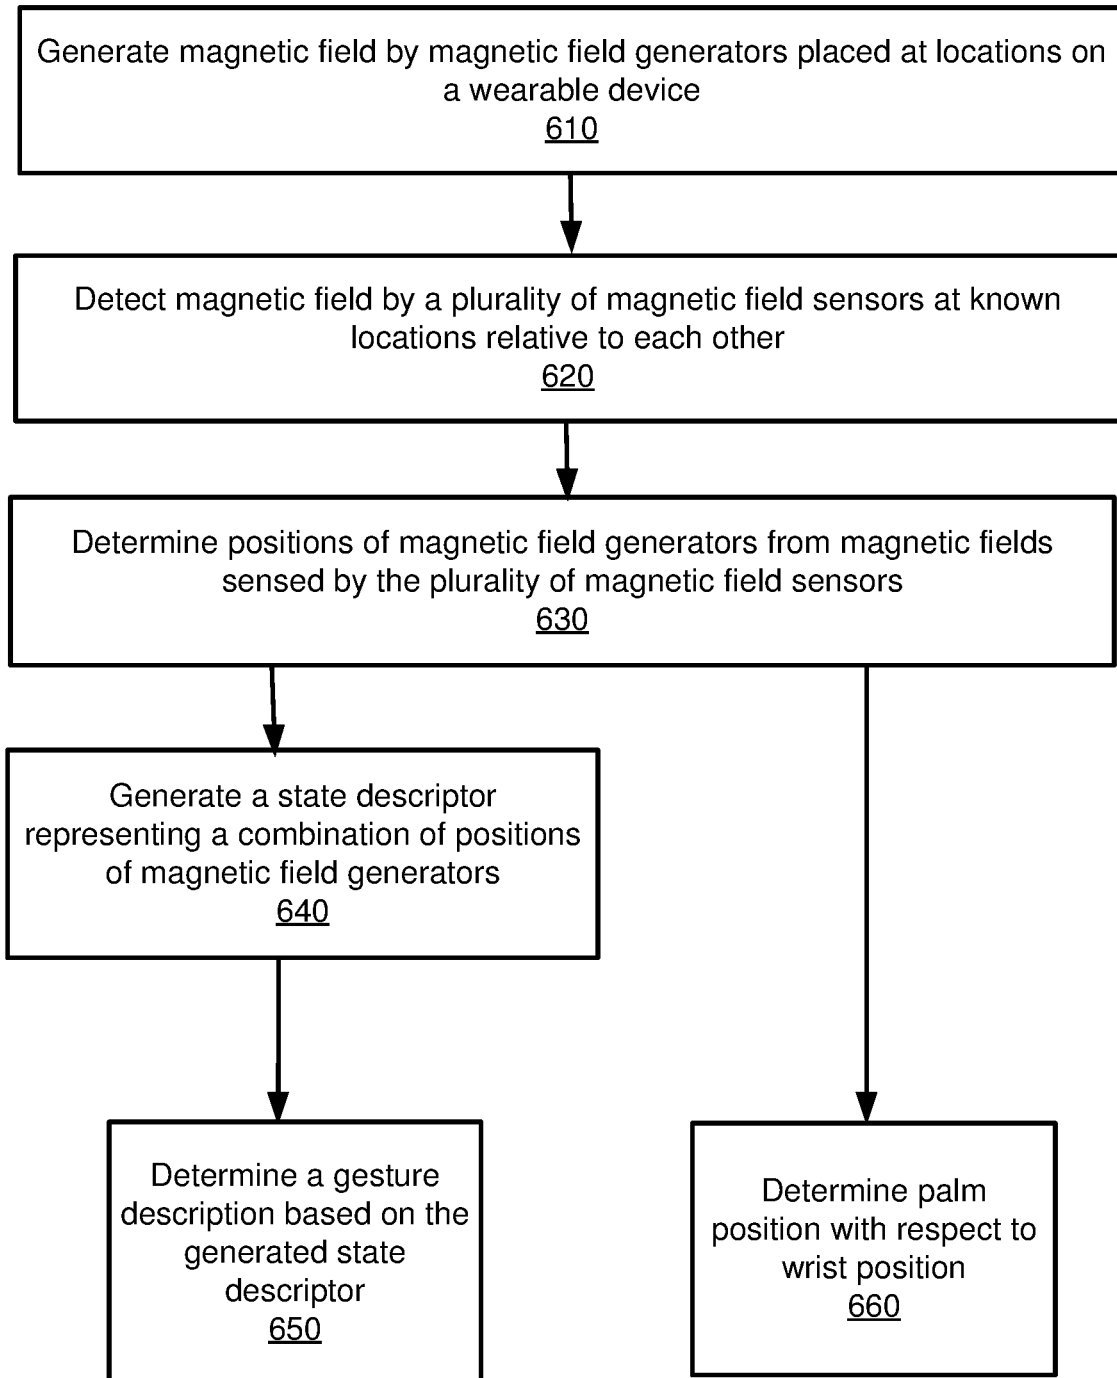 Generate magnetic field by magnetic field generators placed at locations on
a wearable device
610
Detect magnetic field by a plurality of magnetic field sensors at known
locations relative to each other
620
Determine positions of magnetic field generators from magnetic fields
sensed by the plurality of magnetic field sensors
630
Generate a state descriptor
representing a combination of positions
of magnetic field generators
640
Determine a gesture
description based on the
generated state
descriptor
650
Determine palm
position with respect to
wrist position
660